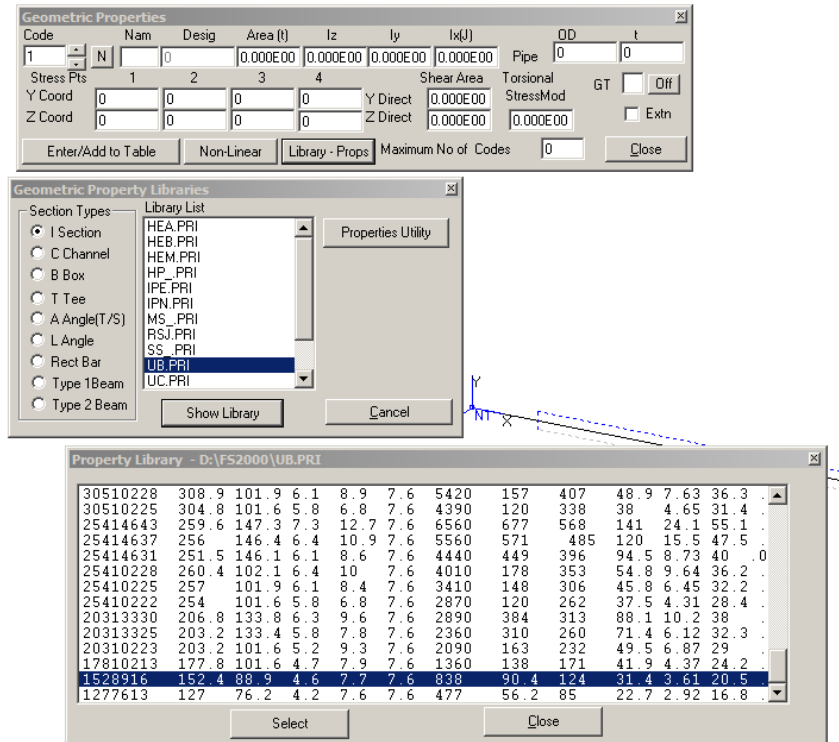 Geometric Properties
Code Nam Desig Area (t) Iz Iy Ix(J) OD t
1 N 0 0.000E00 0.000E00 0.000E00 0.000E00 Pipe 0 0
Stress Pts 1 2 3 4 Shear Area Torsional GT Off
Y Coord 0 0 0 0 Y Direct 0.000E00 StressMod
Z Coord 0 0 0 0 Z Direct 0.000E00 0.000E00 Extn
Enter/Add to Table Non-Linear Library - Props Maximum No of Codes 0 Close
Geometric Property Libraries
Section Types Library List
I Section
C Channel
B Box
T Tee
A Angle(T/S)
L Angle
Rect Bar
Type 1Beam
Type 2 Beam
HEA.PRI
HEB.PRI
HEM.PRI
HP_.PRI
IPE.PRI
IPN.PRI
MS_.PRI
RSJ.PRI
SS_.PRI
UB.PRI
UC.PRI
Properties Utility
Show Library Cancel
Y
N1 X
Property Library - D:\FS2000\UB.PRI
30510228 308.9 101.9 6.1 8.9 7.6 5420 157 407 48.9 7.63 36.3 .
30510225 304.8 101.6 5.8 6.8 7.6 4390 120 338 38 4.65 31.4 .
25414643 259.6 147.3 7.3 12.7 7.6 6560 677 568 141 24.1 55.1 .
25414637 256 146.4 6.4 10.9 7.6 5560 571 485 120 15.5 47.5 .
25414631 251.5 146.1 6.1 8.6 7.6 4440 449 396 94.5 8.73 40 .0
25410228 260.4 102.1 6.4 10 7.6 4010 178 353 54.8 9.64 36.2 .
25410225 257 101.9 6.1 8.4 7.6 3410 148 306 45.8 6.45 32.2 .
25410222 254 101.6 5.8 6.8 7.6 2870 120 262 37.5 4.31 28.4 .
20313330 206.8 133.8 6.3 9.6 7.6 2890 384 313 88.1 10.2 38 .
20313325 203.2 133.4 5.8 7.8 7.6 2360 310 260 71.4 6.12 32.3 .
20310223 203.2 101.6 5.2 9.3 7.6 2090 163 232 49.5 6.87 29 .
17810213 177.8 101.6 4.7 7.9 7.6 1360 138 171 41.9 4.37 24.2 .
1528916 152.4 88.9 4.6 7.7 7.6 838 90.4 124 31.4 3.61 20.5 .
1277613 127 76.2 4.2 7.6 7.6 477 56.2 85 22.7 2.92 16.8 .
Select Close